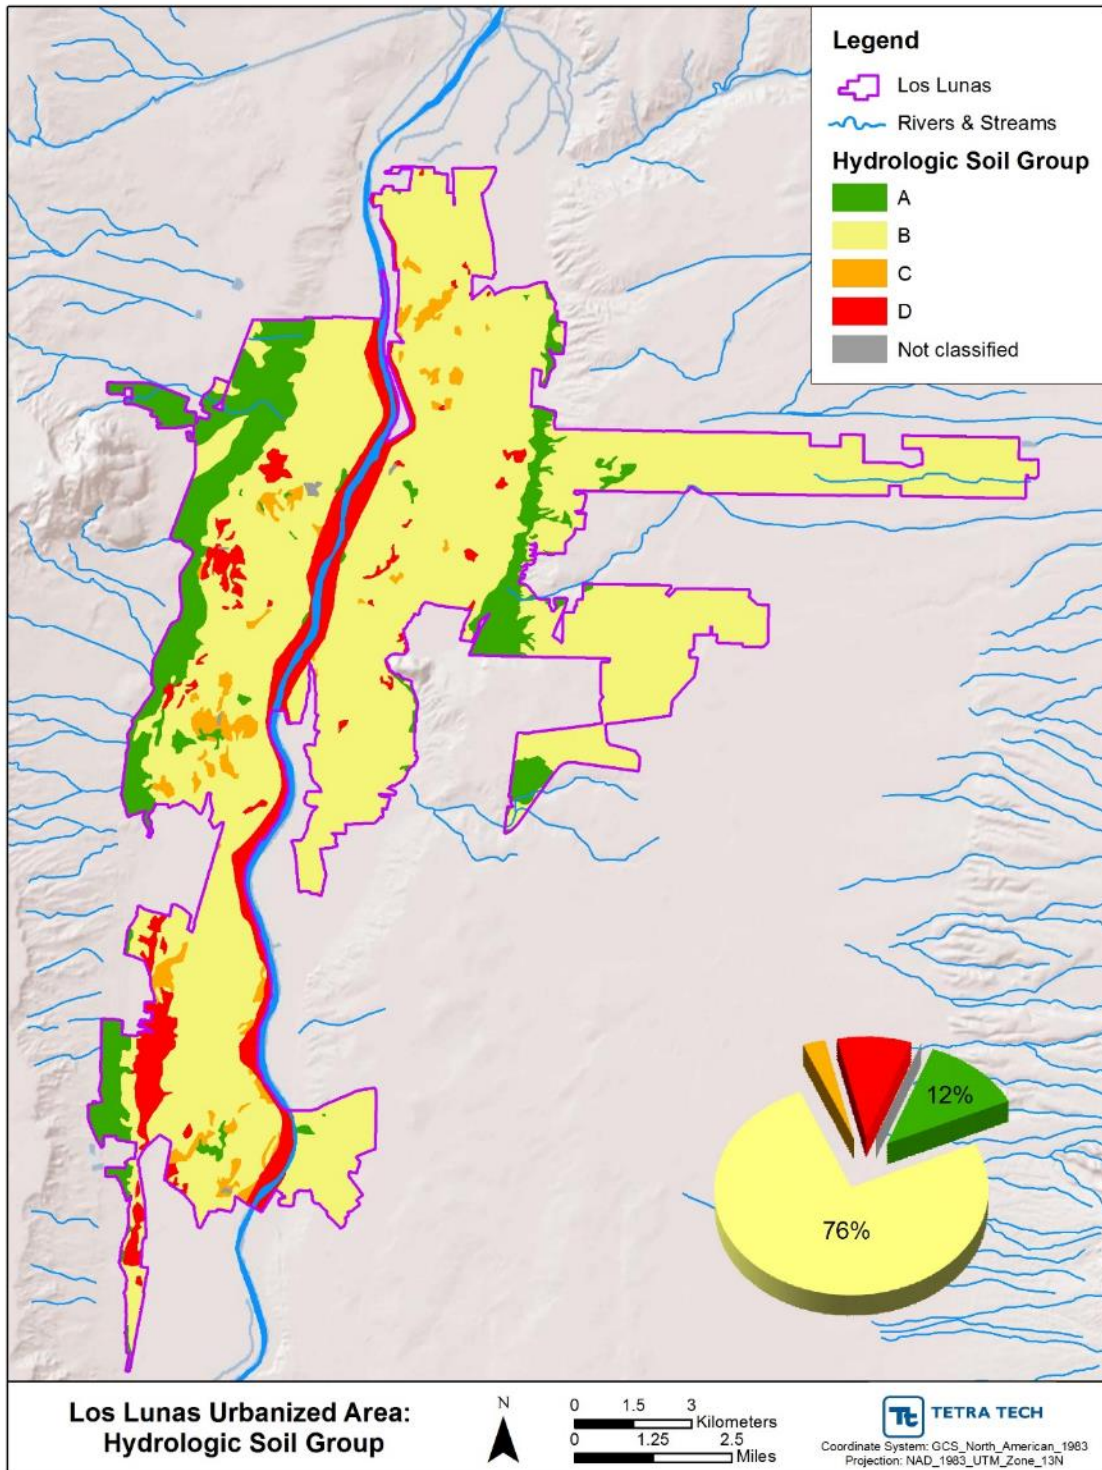 Legend
Los Lunas
Rivers & Streams
Hydrologic Soil Group
A
B
C
D
Not classified
12%
76%
Los Lunas Urbanized Area:
Hydrologic Soil Group
N
0 1.5 3
Kilometers
0 1.25 2.5
Miles
Tt TETRA TECH
Coordinate System: GCS_North_American_1983
Projection: NAD_1983_UTM_Zone_13N